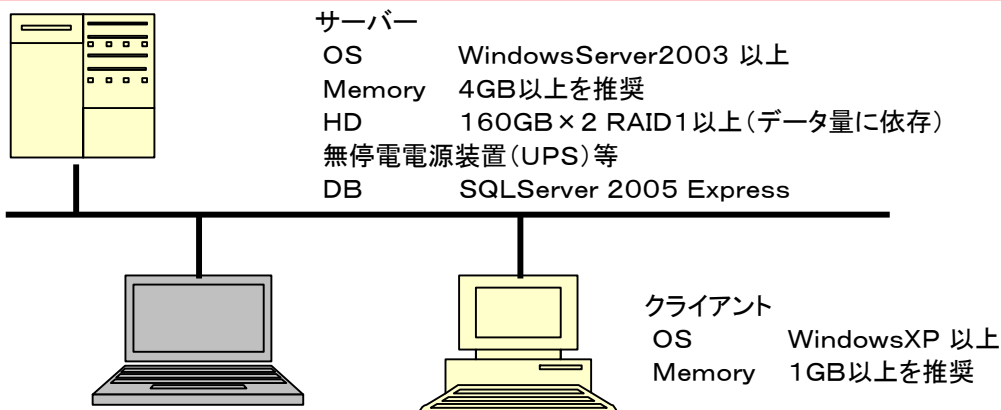 サーバー
OS WindowsServer2003 以上
Memory 4GB以上を推奨
HD 160GB×2 RAID1以上(データ量に依存)
無停電電源装置(UPS)等
DB SQLServer 2005 Express
クライアント
OS WindowsXP 以上
Memory 1GB以上を推奨